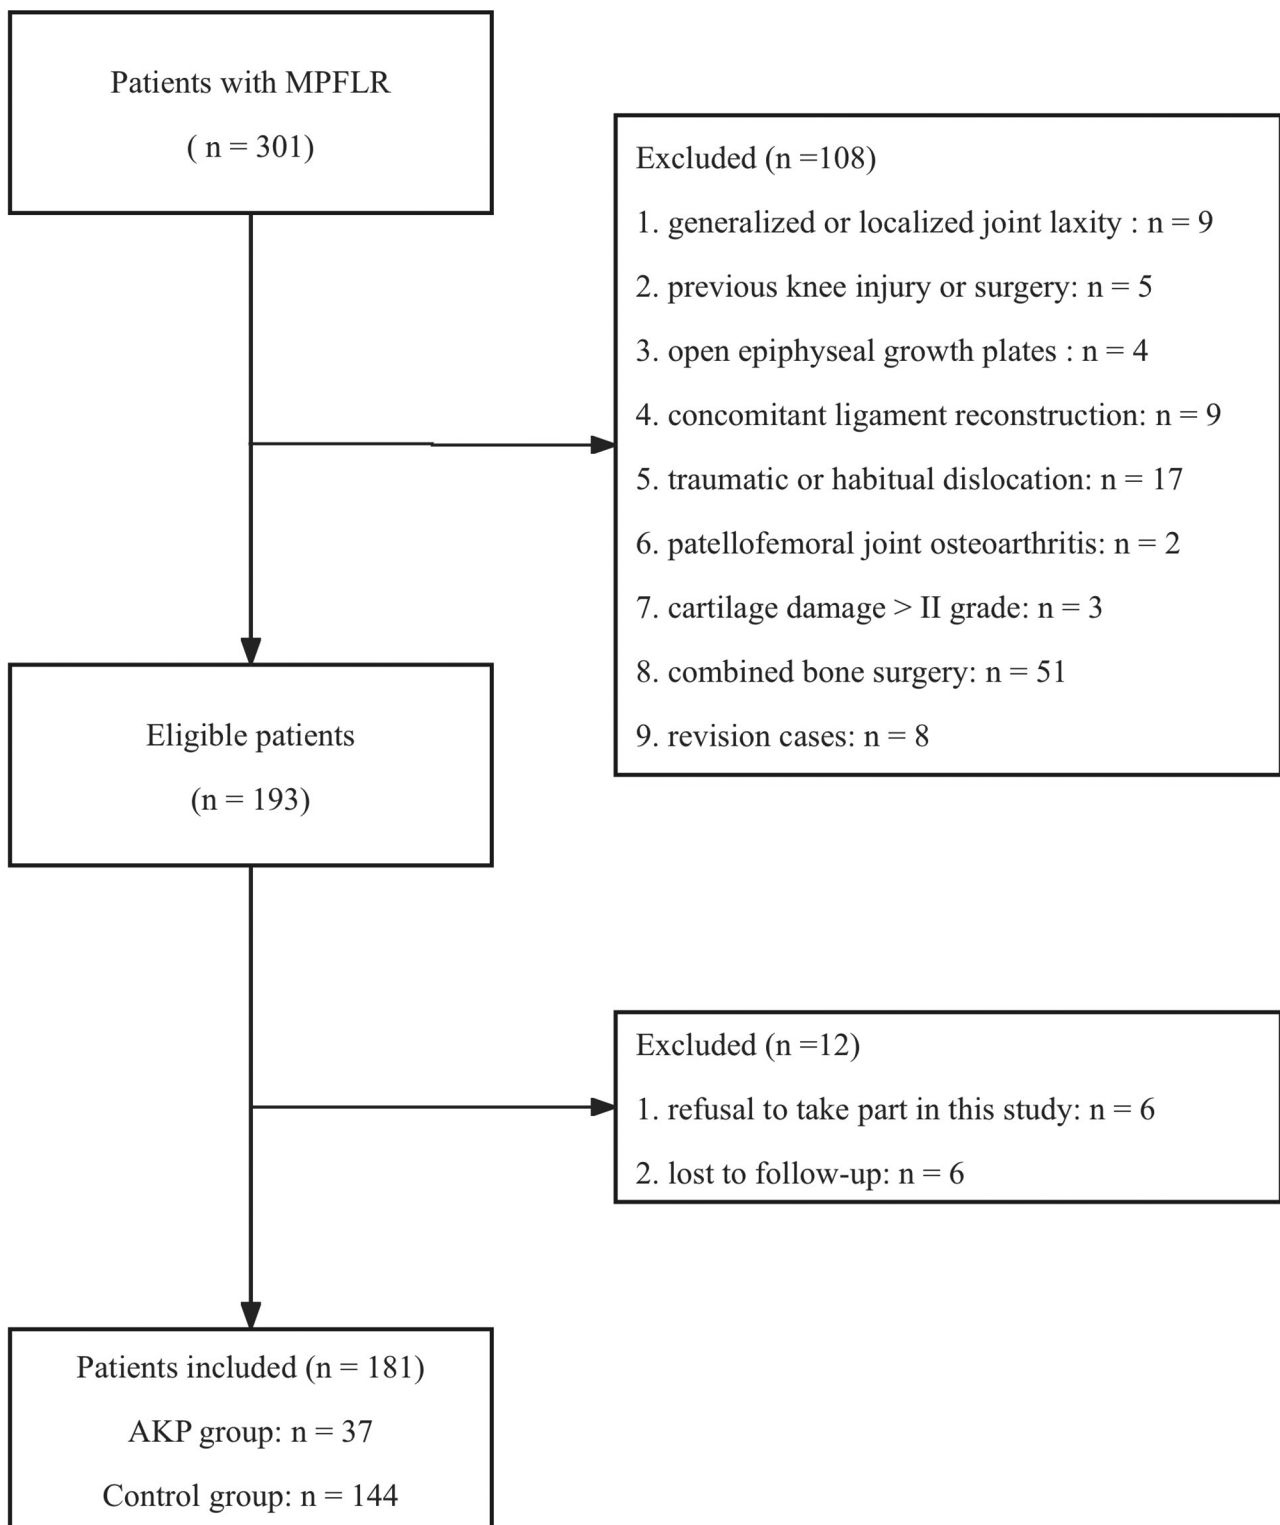 Patients with MPFLR
( n = 301)
Excluded (n =108)
1. generalized or localized joint laxity : n = 9
2. previous knee injury or surgery: n = 5
3. open epiphyseal growth plates : n = 4
4. concomitant ligament reconstruction: n = 9
5. traumatic or habitual dislocation: n = 17
6. patellofemoral joint osteoarthritis: n = 2
7. cartilage damage > II grade: n = 3
8. combined bone surgery: n = 51
9. revision cases: n = 8
Eligible patients
(n = 193)
Excluded (n =12)
1. refusal to take part in this study: n = 6
2. lost to follow-up: n = 6
Patients included (n = 181)
AKP group: n = 37
Control group: n = 144